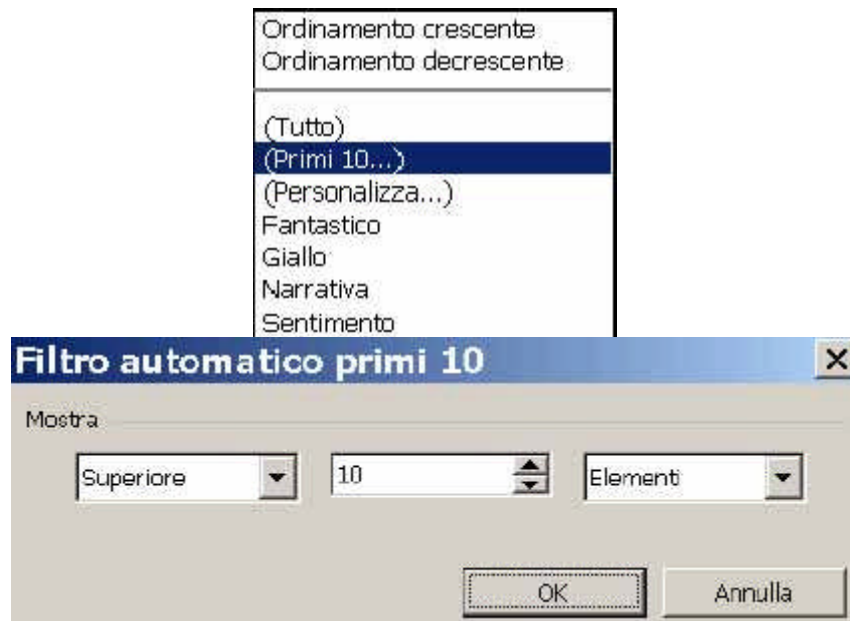 Ordinamento crescente
Ordinamento decrescente
(Tutto)
(Primi 10...)
(Personalizza...)
Fantastico
Giallo
Narrativa
Sentimento
Filtro automatico primi 10
Mostra
Superiore 10 Elementi
OK Annulla